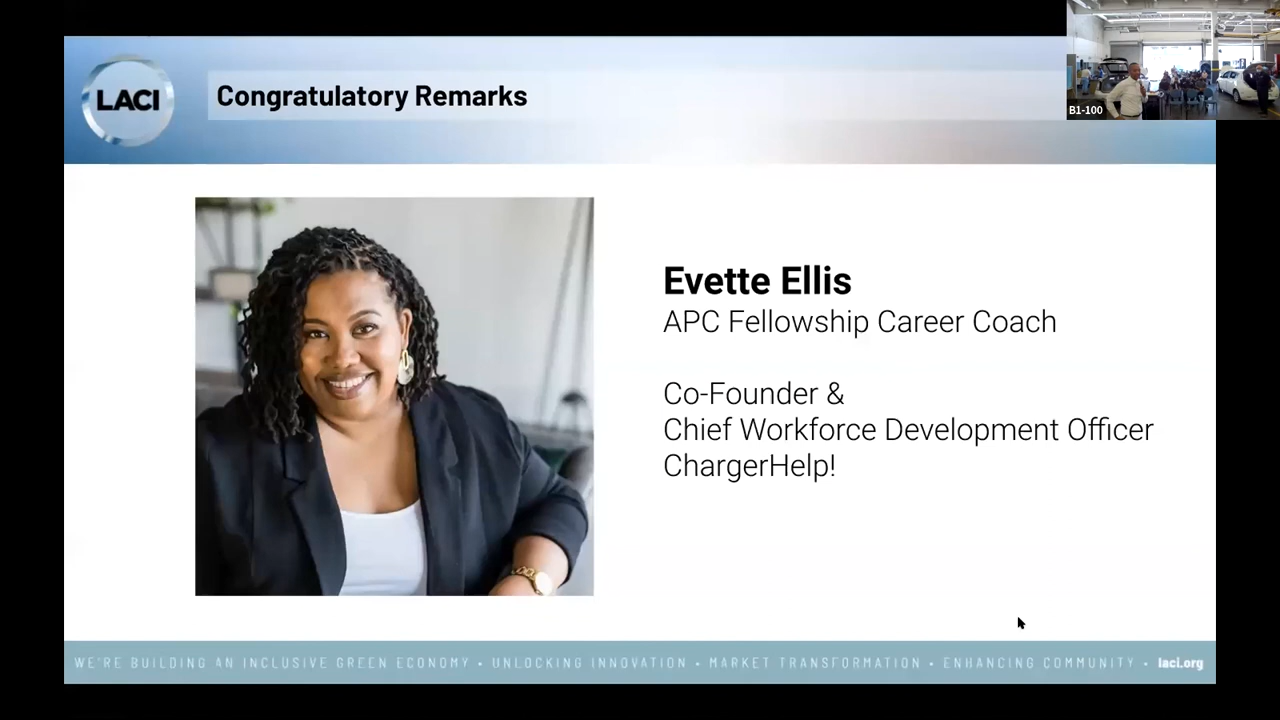 LACI
Congratulatory Remarks
B1-100
Evette Ellis
APC Fellowship Career Coach
Co-Founder &
Chief Workforce Development Officer
ChargerHelp!
WE'RE BUILDING AN INCLUSIVE GREEN ECONOMY • UNLOCKING INNOVATION • MARKET TRANSFORMATION • ENHANCING COMMUNITY • laci.org